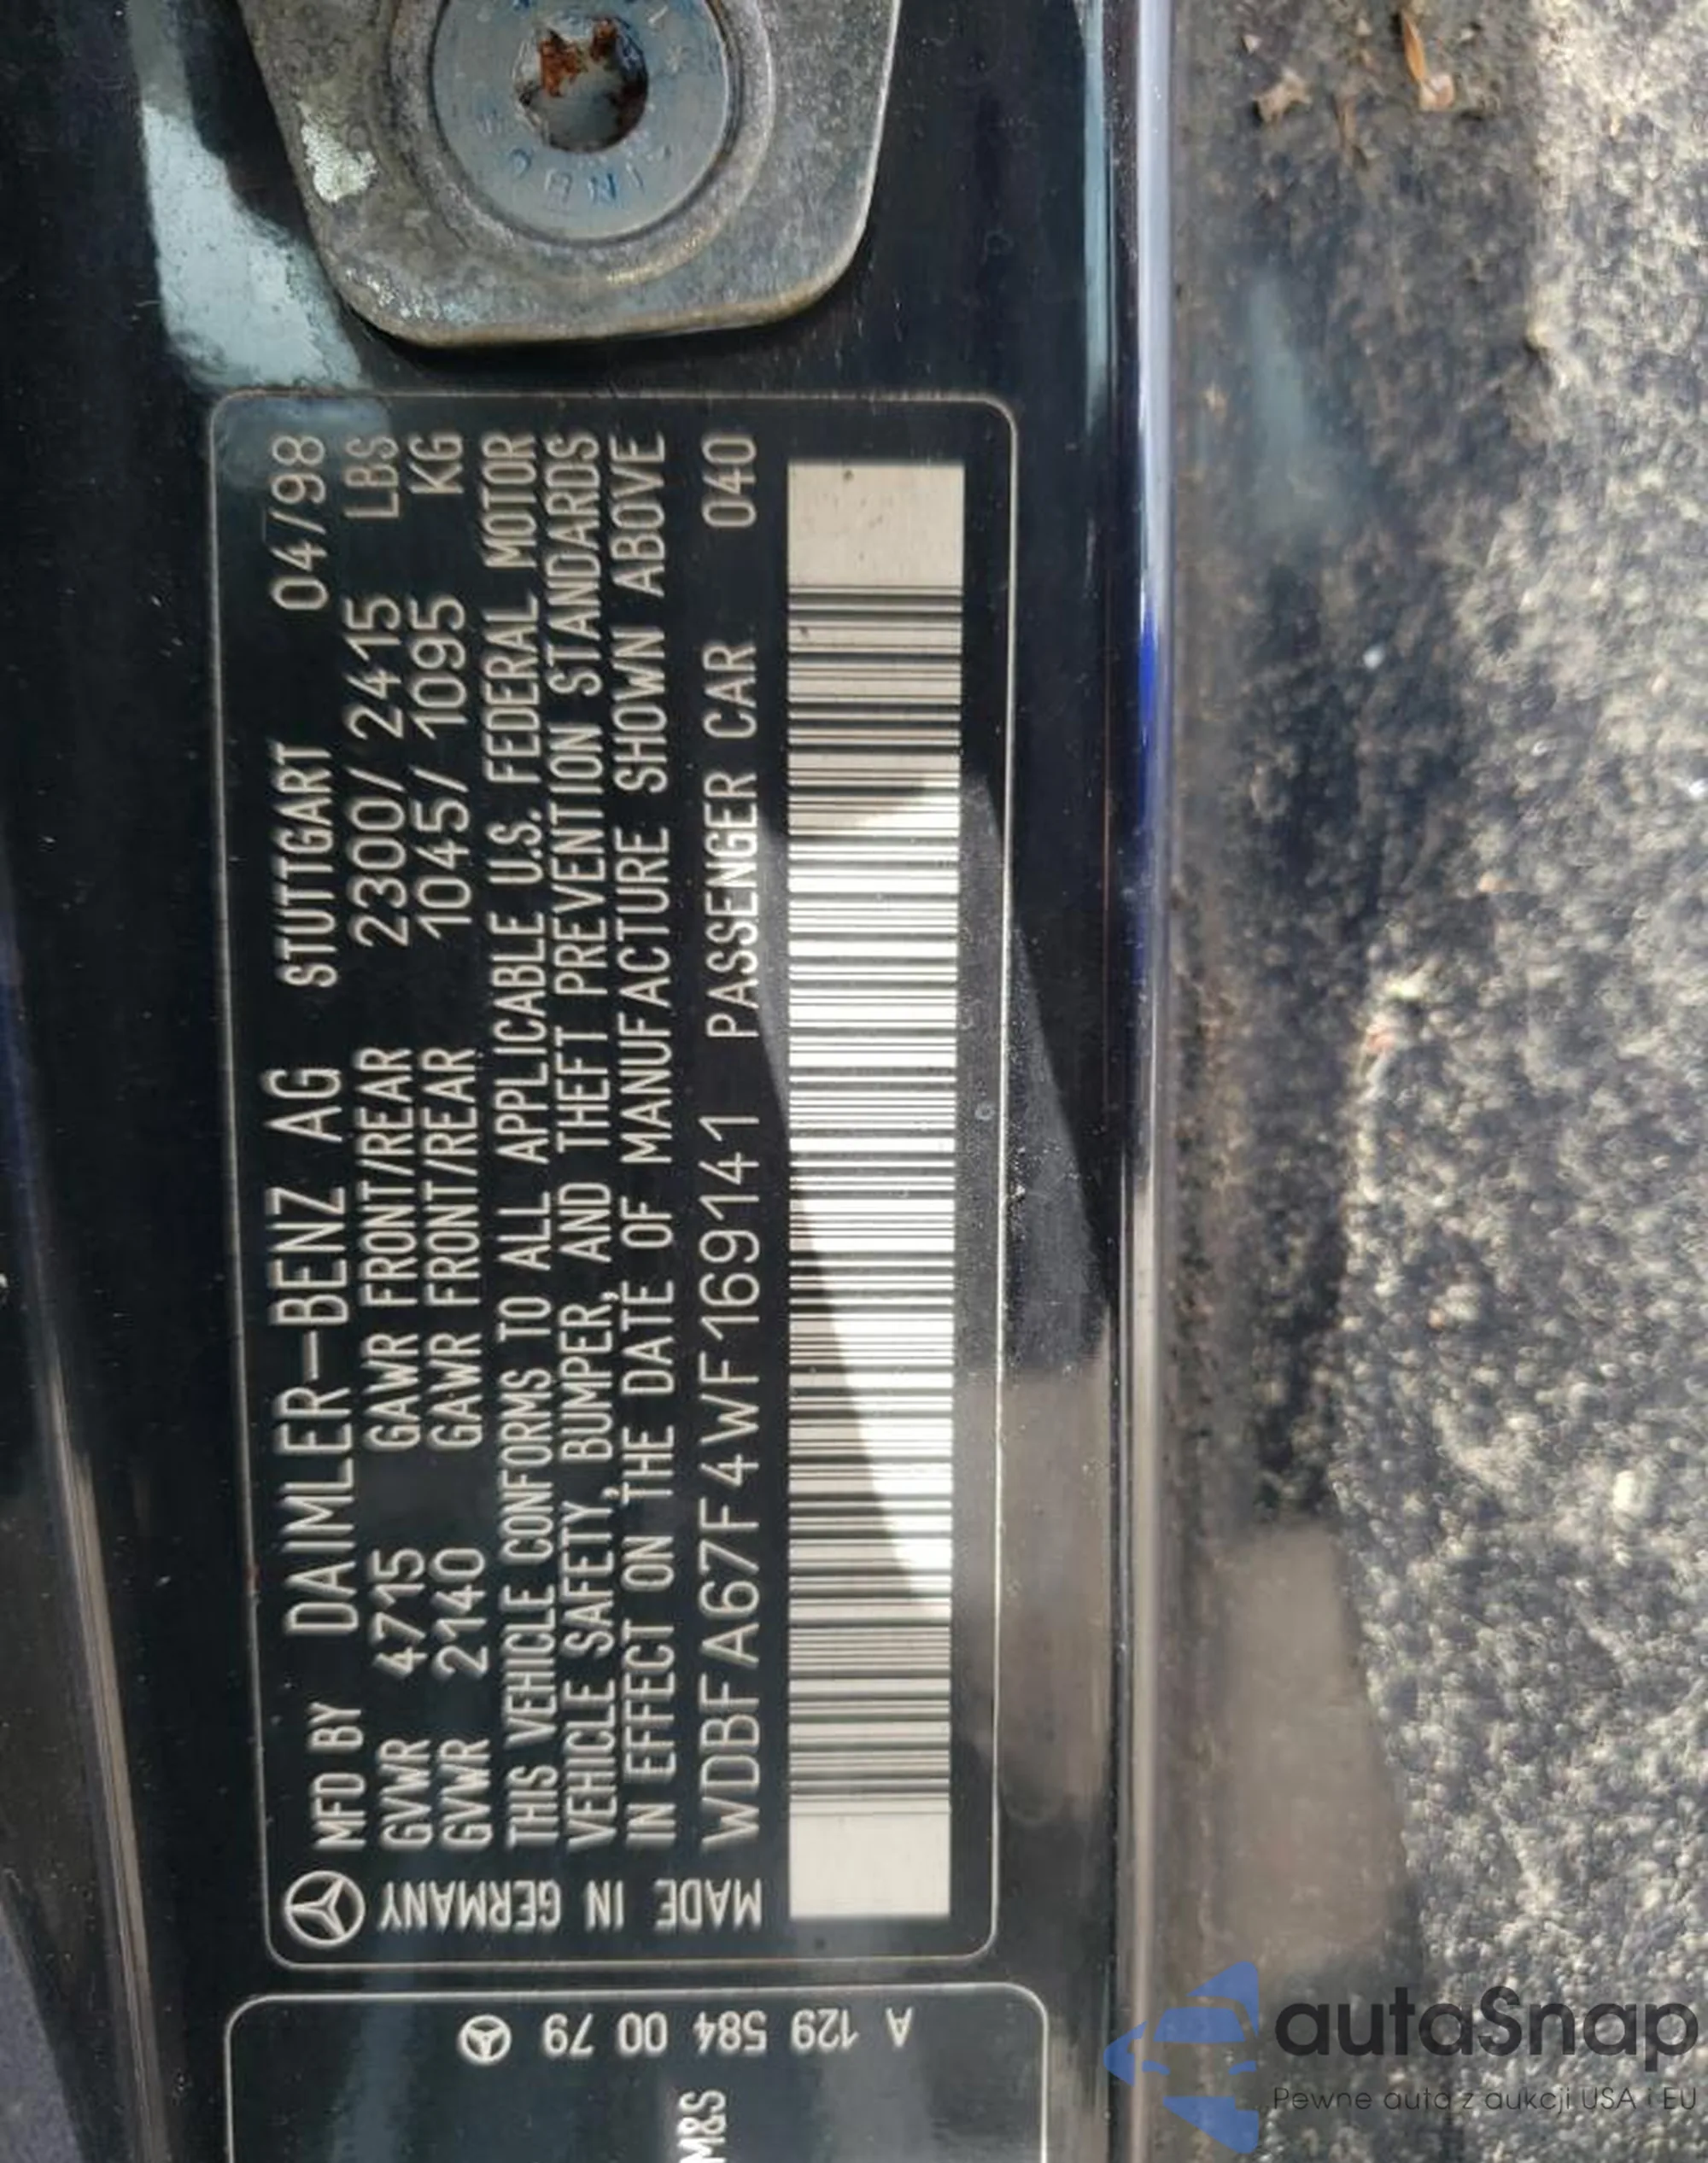 MFD BY DAIMLER-BENZ AG STUTTGART 04/98
GVWR 4715 GAWR FRONT/REAR 2300/ 2415 LBS
GVWR 2140 GAWR FRONT/REAR 1045/ 1095 KG
THIS VEHICLE CONFORMS TO ALL APPLICABLE U.S. FEDERAL MOTOR
VEHICLE SAFETY, BUMPER, AND THEFT PREVENTION STANDARDS
IN EFFECT ON THE DATE OF MANUFACTURE SHOWN ABOVE
WDBFA67F4WF169141 PASSENGER CAR 040
MADE IN GERMANY
A 129 584 00 79
M&S
autaSnap
Pewne auta z aukcji USA i EU